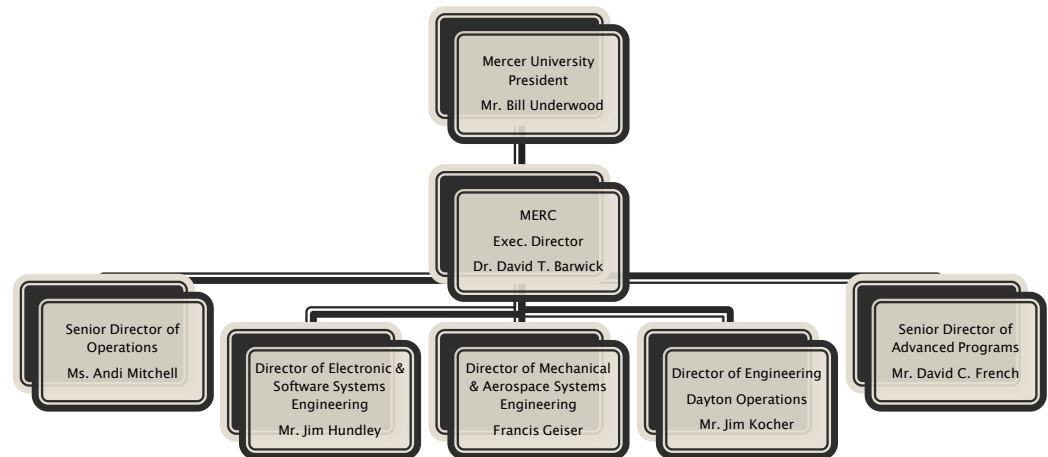 Mercer University
President
Mr. Bill Underwood
MERC
Exec. Director
Dr. David T. Barwick
Senior Director of
Operations
Ms. Andi Mitchell
Director of Electronic &
Software Systems
Engineering
Mr. Jim Hundley
Director of Mechanical
& Aerospace Systems
Engineering
Francis Geiser
Director of Engineering
Dayton Operations
Mr. Jim Kocher
Senior Director of
Advanced Programs
Mr. David C. French